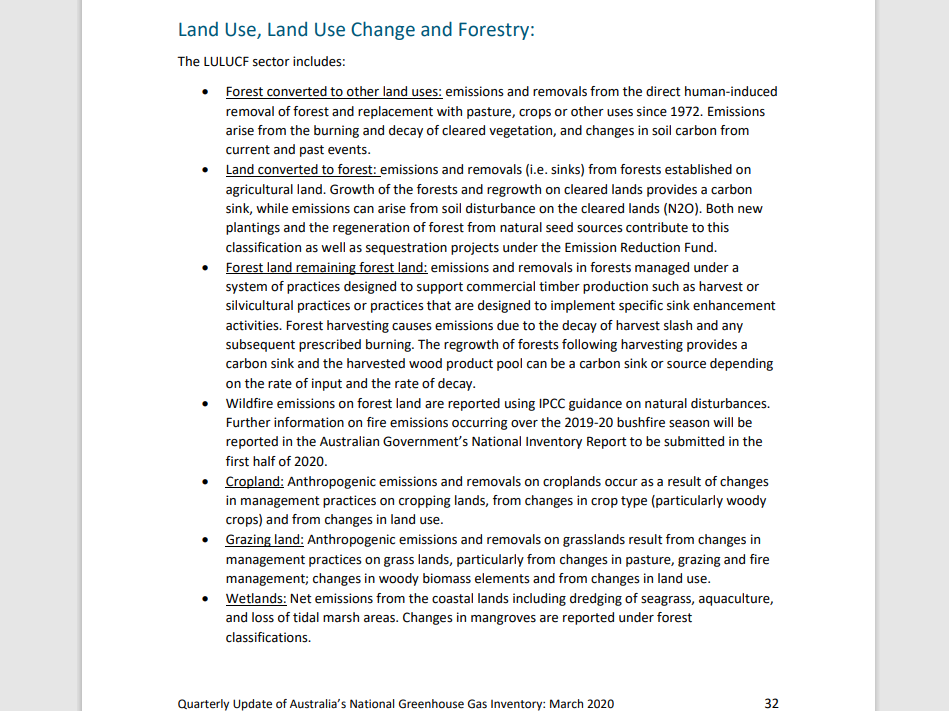 Land Use, Land Use Change and Forestry:
The LULUCF sector includes:
• Forest converted to other land uses: emissions and removals from the direct human-induced
removal of forest and replacement with pasture, crops or other uses since 1972. Emissions
arise from the burning and decay of cleared vegetation, and changes in soil carbon from
current and past events.
• Land converted to forest: emissions and removals (i.e. sinks) from forests established on
agricultural land. Growth of the forests and regrowth on cleared lands provides a carbon
sink, while emissions can arise from soil disturbance on the cleared lands (N2O). Both new
plantings and the regeneration of forest from natural seed sources contribute to this
classification as well as sequestration projects under the Emission Reduction Fund.
• Forest land remaining forest land: emissions and removals in forests managed under a
system of practices designed to support commercial timber production such as harvest or
silvicultural practices or practices that are designed to implement specific sink enhancement
activities. Forest harvesting causes emissions due to the decay of harvest slash and any
subsequent prescribed burning. The regrowth of forests following harvesting provides a
carbon sink and the harvested wood product pool can be a carbon sink or source depending
on the rate of input and the rate of decay.
• Wildfire emissions on forest land are reported using IPCC guidance on natural disturbances.
Further information on fire emissions occurring over the 2019-20 bushfire season will be
reported in the Australian Government’s National Inventory Report to be submitted in the
first half of 2020.
• Cropland: Anthropogenic emissions and removals on croplands occur as a result of changes
in management practices on cropping lands, from changes in crop type (particularly woody
crops) and from changes in land use.
• Grazing land: Anthropogenic emissions and removals on grasslands result from changes in
management practices on grass lands, particularly from changes in pasture, grazing and fire
management; changes in woody biomass elements and from changes in land use.
• Wetlands: Net emissions from the coastal lands including dredging of seagrass, aquaculture,
and loss of tidal marsh areas. Changes in mangroves are reported under forest
classifications.
Quarterly Update of Australia’s National Greenhouse Gas Inventory: March 2020 32